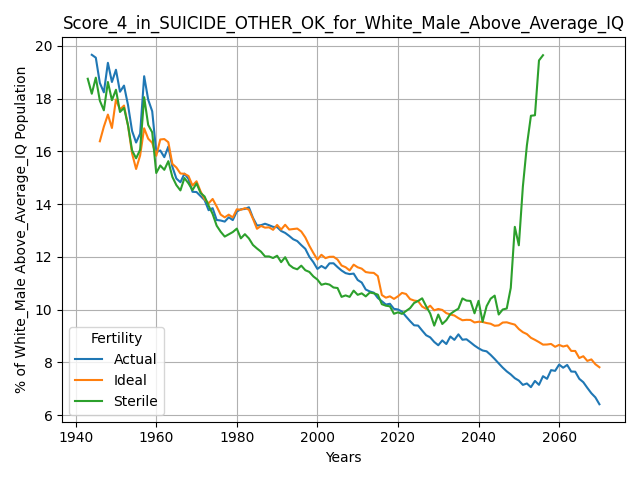 Score_4_in_SUICIDE_OTHER_OK_for_White_Male_Above_Average_IQ
% of White_Male Above_Average_IQ Population
20
18
16
14
12
10
8
6
Fertility
Actual
Ideal
Sterile
1940 1960 1980 2000 2020 2040 2060
Years